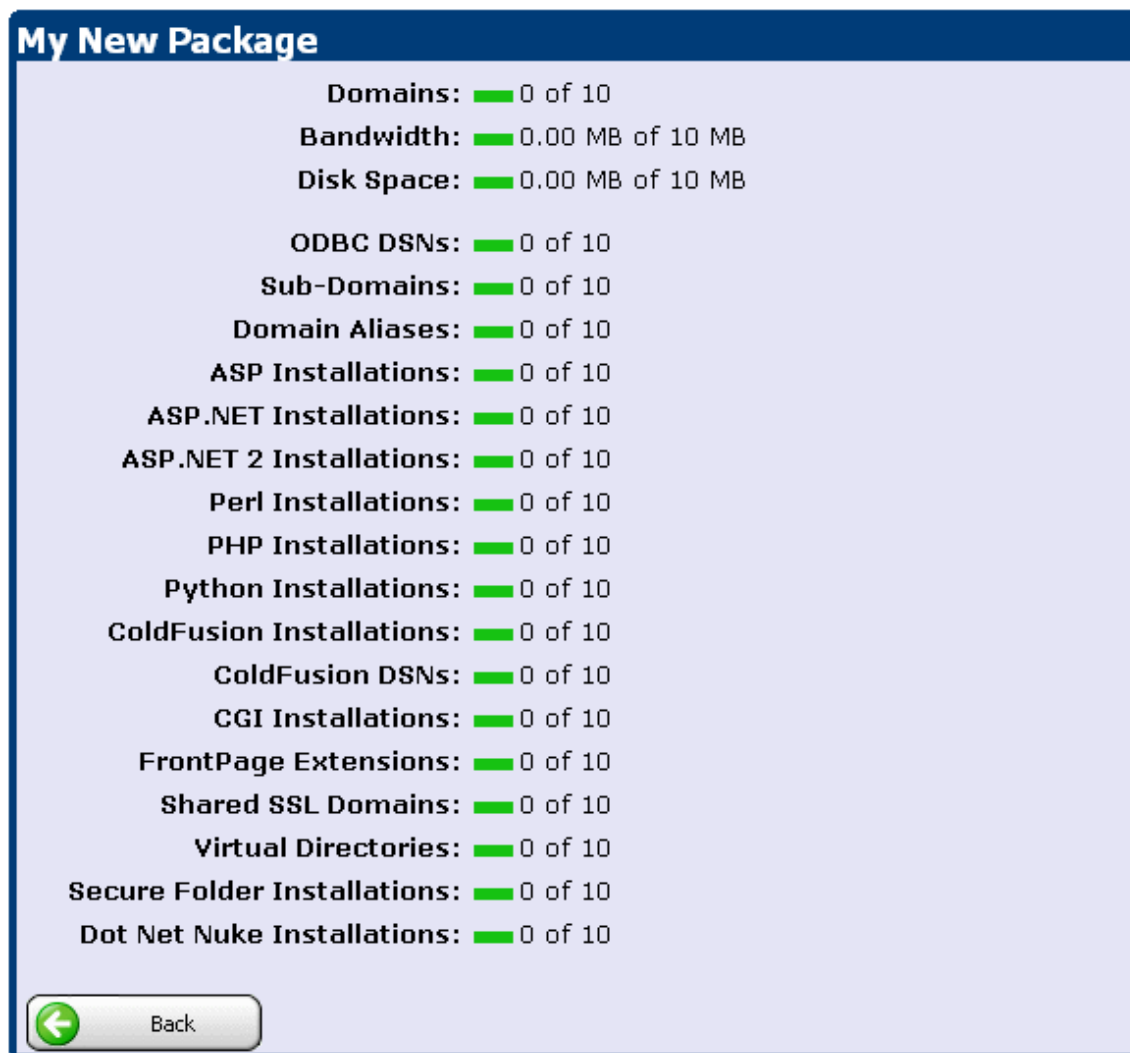 My New Package
Domains: 0 of 10
Bandwidth: 0.00 MB of 10 MB
Disk Space: 0.00 MB of 10 MB
ODBC DSNs: 0 of 10
Sub-Domains: 0 of 10
Domain Aliases: 0 of 10
ASP Installations: 0 of 10
ASP.NET Installations: 0 of 10
ASP.NET 2 Installations: 0 of 10
Perl Installations: 0 of 10
PHP Installations: 0 of 10
Python Installations: 0 of 10
ColdFusion Installations: 0 of 10
ColdFusion DSNs: 0 of 10
CGI Installations: 0 of 10
FrontPage Extensions: 0 of 10
Shared SSL Domains: 0 of 10
Virtual Directories: 0 of 10
Secure Folder Installations: 0 of 10
Dot Net Nuke Installations: 0 of 10
Back